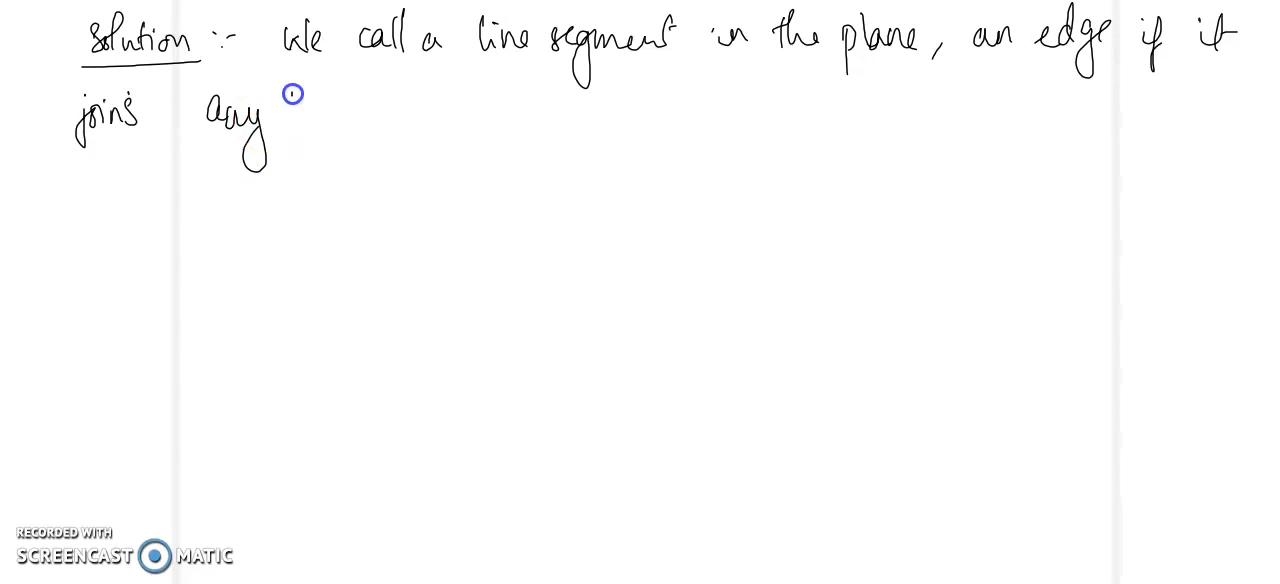 Solution :- We call a line segment in the plane, an edge if it
joins any
RECORDED WITH
SCREENCAST MATIC